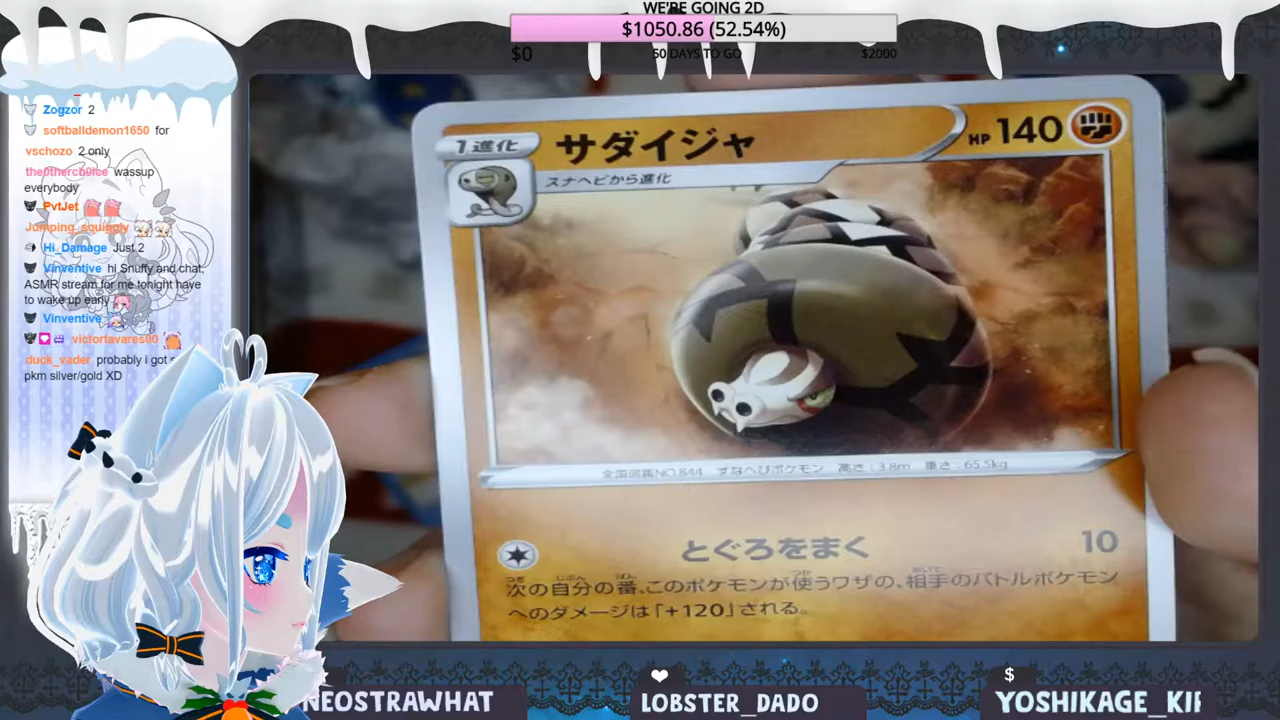 WE'RE GOING 2D
$1050.86 (52.54%)
$0
50 DAYS TO GO
$2000
Zogzor 2
softballdemon1650 for
vschozo 2 only
wassup
everybody
PvtJet
Jumping_squiggly
Hi_Damage Just 2
Vinventive hi Snuffy and chat,
ASMR stream for me tonight have
to wake up early
Vinventive
victortavares00
duck_vader probably i got
pkm silver/gold XD
1進化
サダイジャ
HP 140
スナヘビから進化
全国図鑑NO.844 すなへびポケモン 高さ:3.8m 重さ:65.5kg
とぐろをまく
10
次の自分の番、このポケモンが使うワザの、相手のバトルポケモン
へのダメージは「+120」される。
NEOSTRAWHAT
LOBSTER_DADO
$
YOSHIKAGE_KI